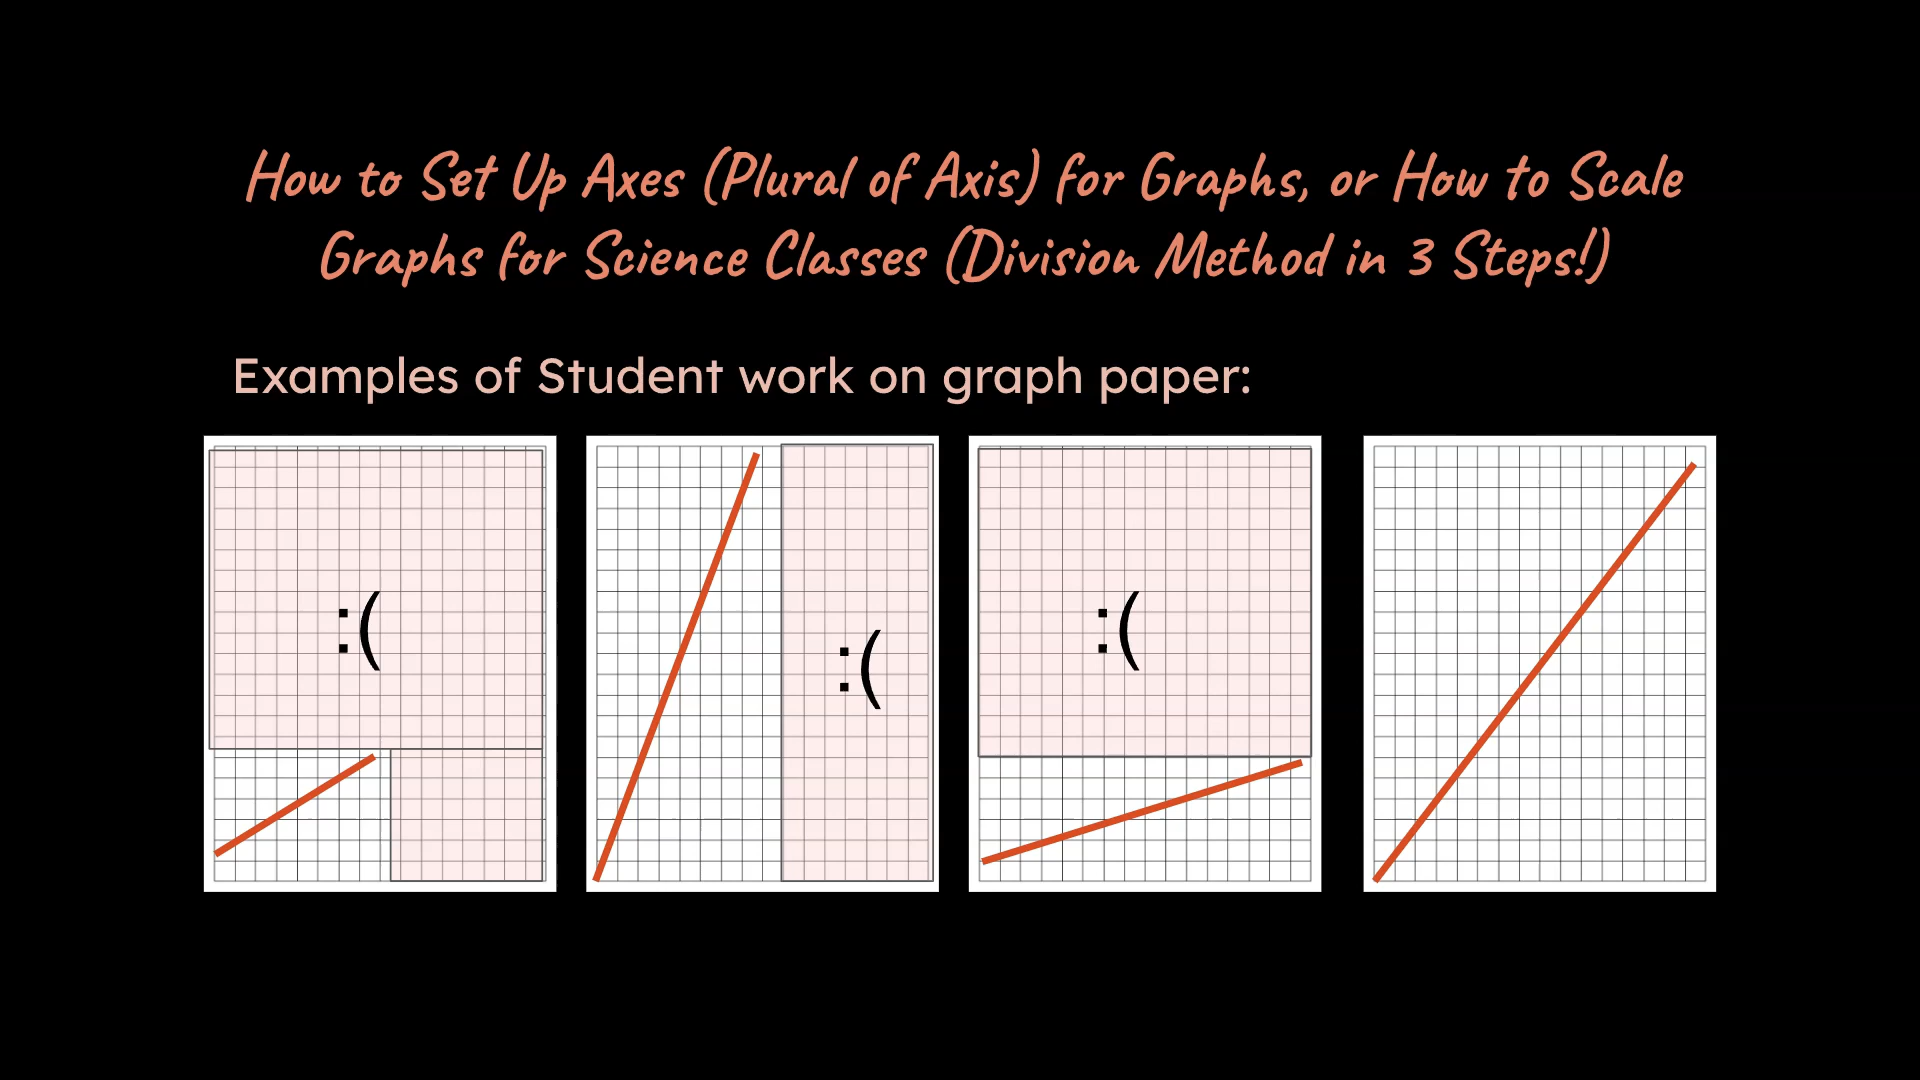 How to Set Up Axes (Plural of Axis) for Graphs, or How to Scale
Graphs for Science Classes (Division Method in 3 Steps!)
Examples of Student work on graph paper:
:(
:(
:(